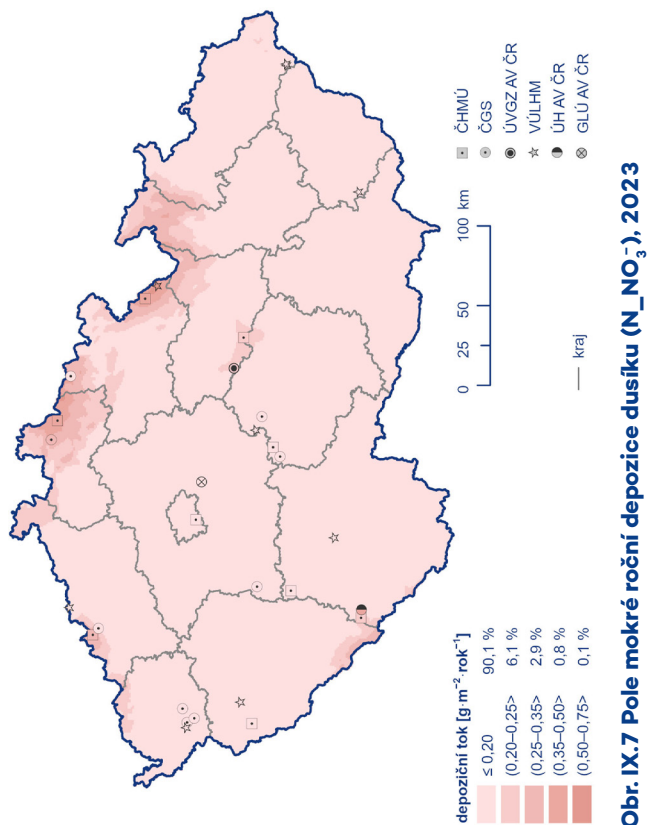 ČHMÚ
ČGS
ÚVGZ AV ČR
VÚLHM
ÚH AV ČR
GLÚ AV ČR
0 25 50 100 km
kraj
depoziční tok [g·m⁻²·rok⁻¹]
≤ 0,20 90,1 %
(0,20–0,25> 6,1 %
(0,25–0,35> 2,9 %
(0,35–0,50> 0,8 %
(0,50–0,75> 0,1 %
Obr. IX.7 Pole mokré roční depozice dusíku (N_NO₃⁻), 2023